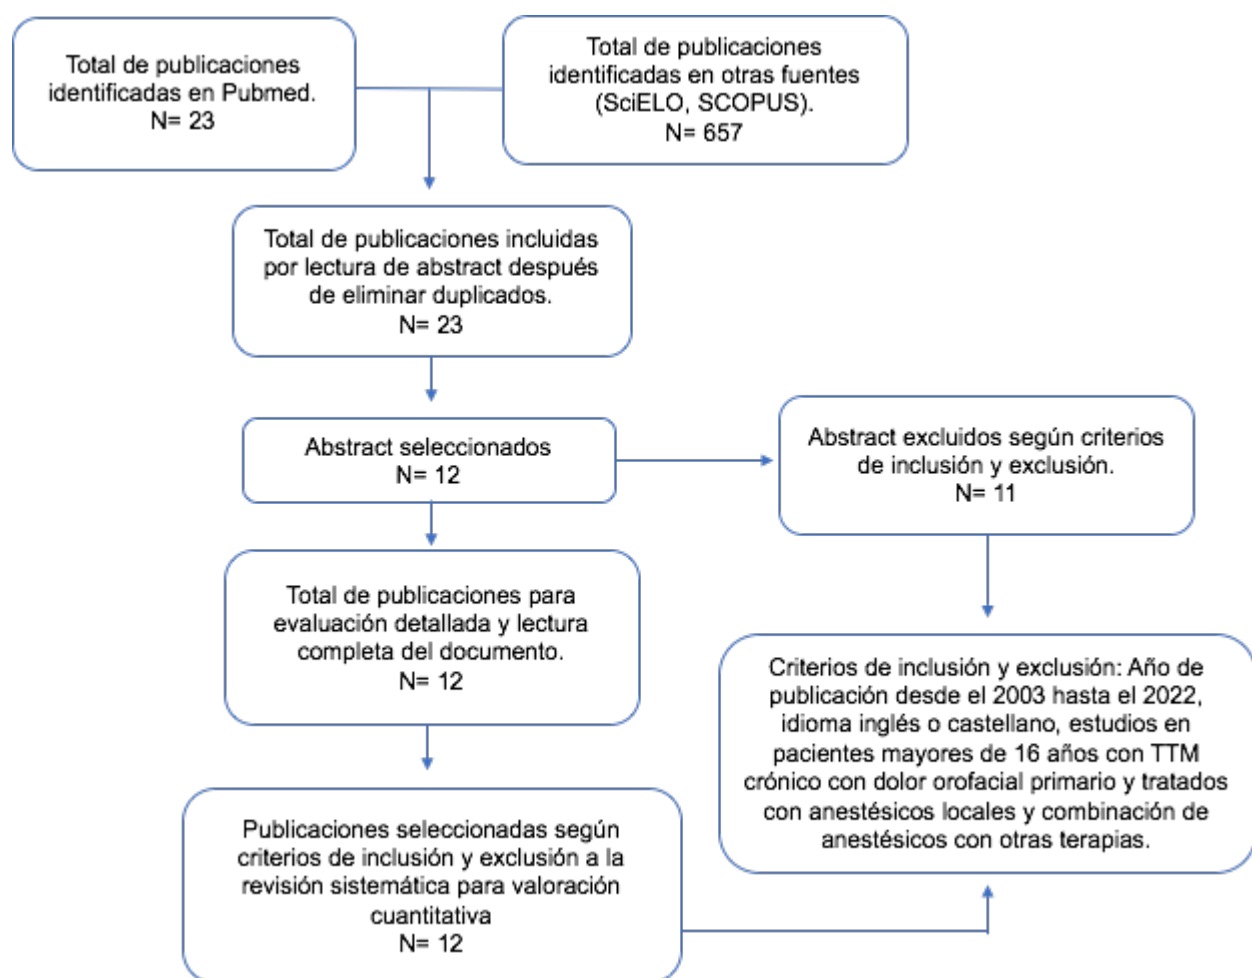 Total de publicaciones
identificadas en Pubmed.
N= 23
Total de publicaciones
identificadas en otras fuentes
(SciELO, SCOPUS).
N= 657
Total de publicaciones incluidas
por lectura de abstract después
de eliminar duplicados.
N= 23
Abstract seleccionados
N= 12
Abstract excluidos según criterios
de inclusión y exclusión.
N= 11
Total de publicaciones para
evaluación detallada y lectura
completa del documento.
N= 12
Criterios de inclusión y exclusión: Año de
publicación desde el 2003 hasta el 2022,
idioma inglés o castellano, estudios en
pacientes mayores de 16 años con TTM
crónico con dolor orofacial primario y tratados
con anestésicos locales y combinación de
anestésicos con otras terapias.
Publicaciones seleccionadas según
criterios de inclusión y exclusión a la
revisión sistemática para valoración
cuantitativa
N= 12